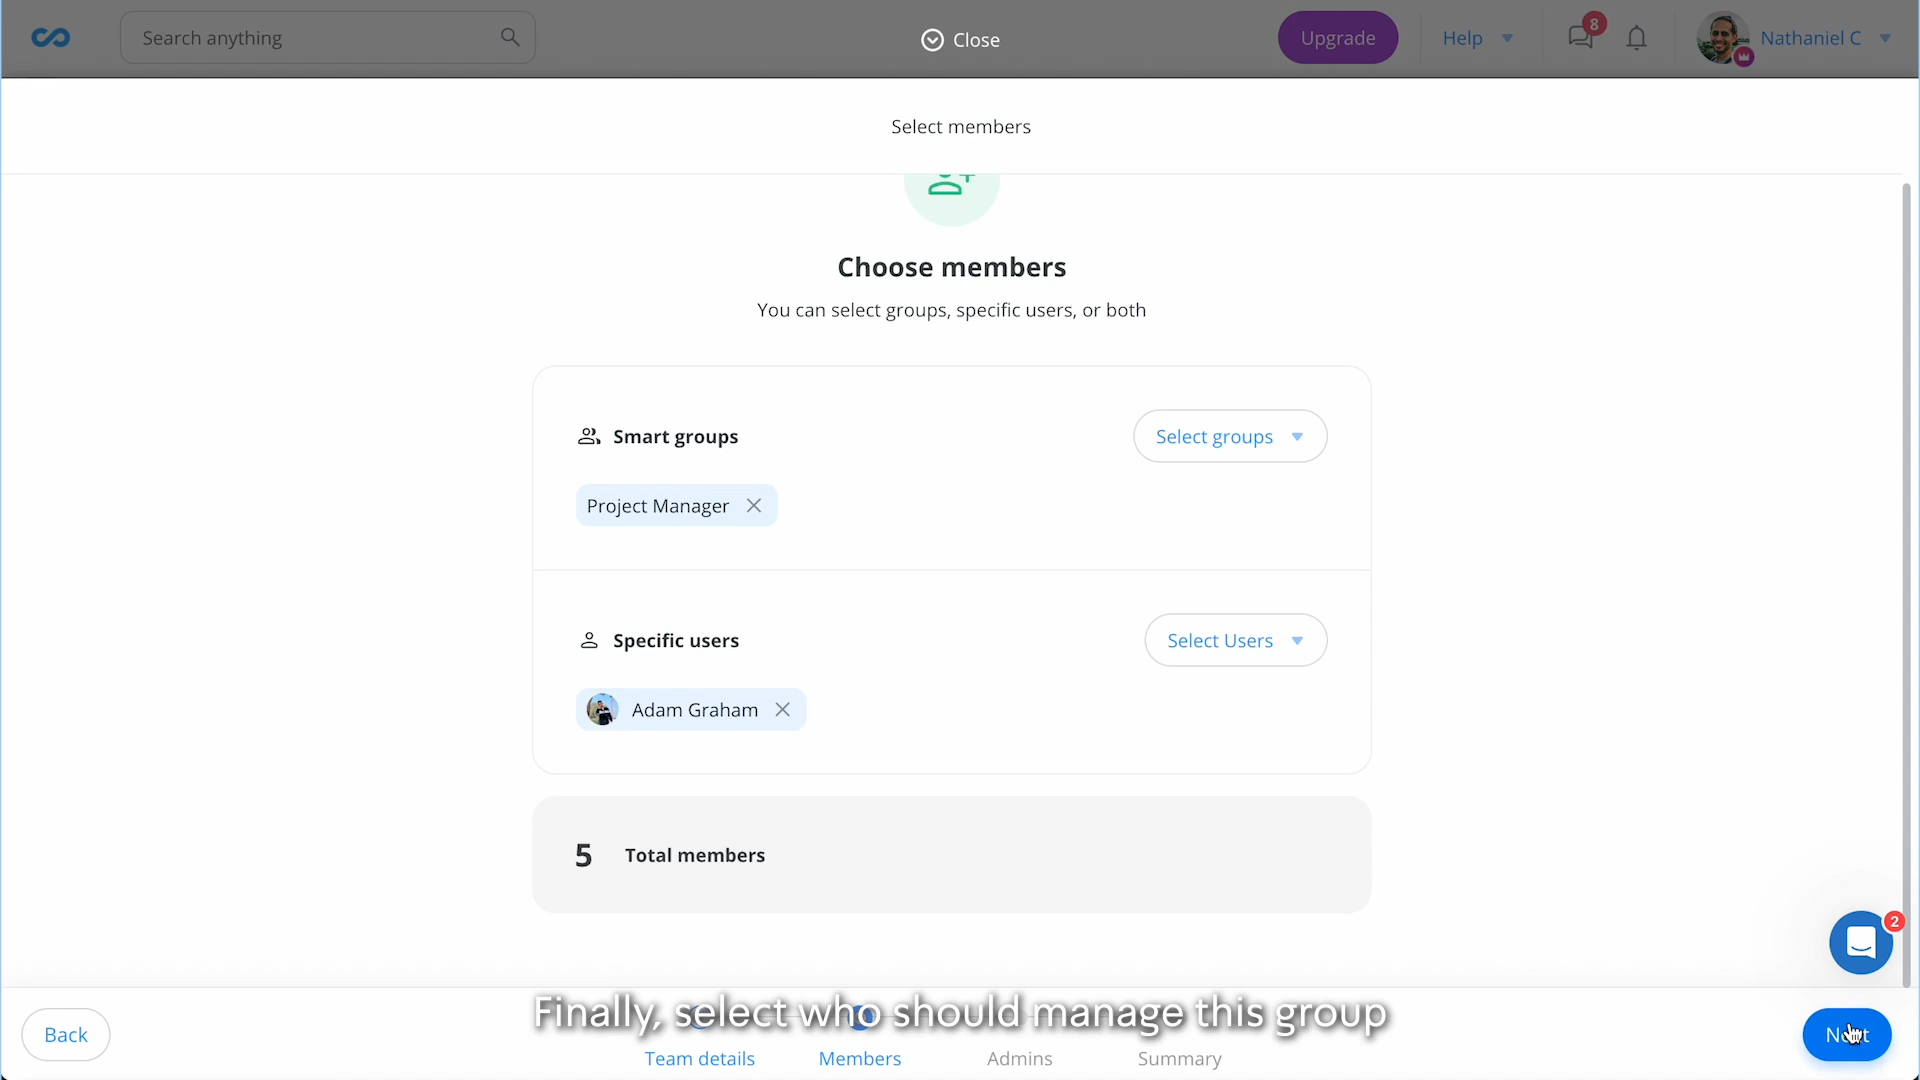 Search anything
Close
Upgrade
Help
8
Nathaniel C
Select members
Choose members
You can select groups, specific users, or both
Smart groups
Select groups
Project Manager
Specific users
Select Users
Adam Graham
5 Total members
2
Finally, select who should manage this group
Back
Next
Team details
Members
Admins
Summary